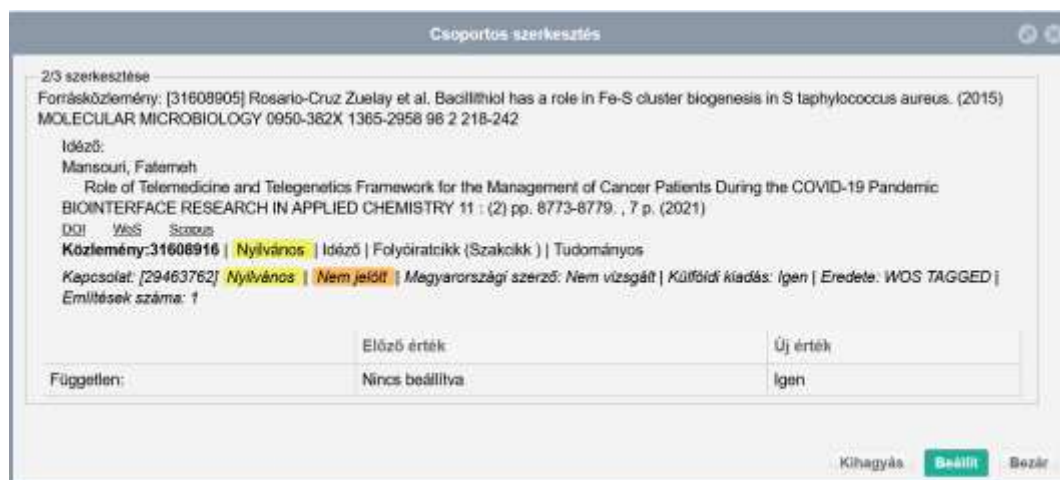 Csoportos szerkesztés
2/3 szerkesztése
Forrásközlemény: [31608905] Rosario-Cruz Zuelay et al. Bacillithiol has a role in Fe-S cluster biogenesis in S taphylococcus aureus. (2015)
MOLECULAR MICROBIOLOGY 0950-382X 1365-2958 98 2 218-242
Idéző:
Mansouri, Fatemeh
Role of Telemedicine and Telegenetics Framework for the Management of Cancer Patients During the COVID-19 Pandemic
BIOINTERFACE RESEARCH IN APPLIED CHEMISTRY 11 : (2) pp. 8773-8779. , 7 p. (2021)
DOI WoS Scopus
Közlemény:31608916 | Nyilvános | Idéző | Folyóiratcikk (Szakcikk ) | Tudományos
Kapcsolat: [29463762] Nyilvános | Nem jelölt | Magyarországi szerző: Nem vizsgált | Külföldi kiadás: Igen | Eredete: WOS TAGGED |
Említések száma: 1
Előző érték Új érték
Független: Nincs beállítva Igen
Kihagyás Beállít Bezár